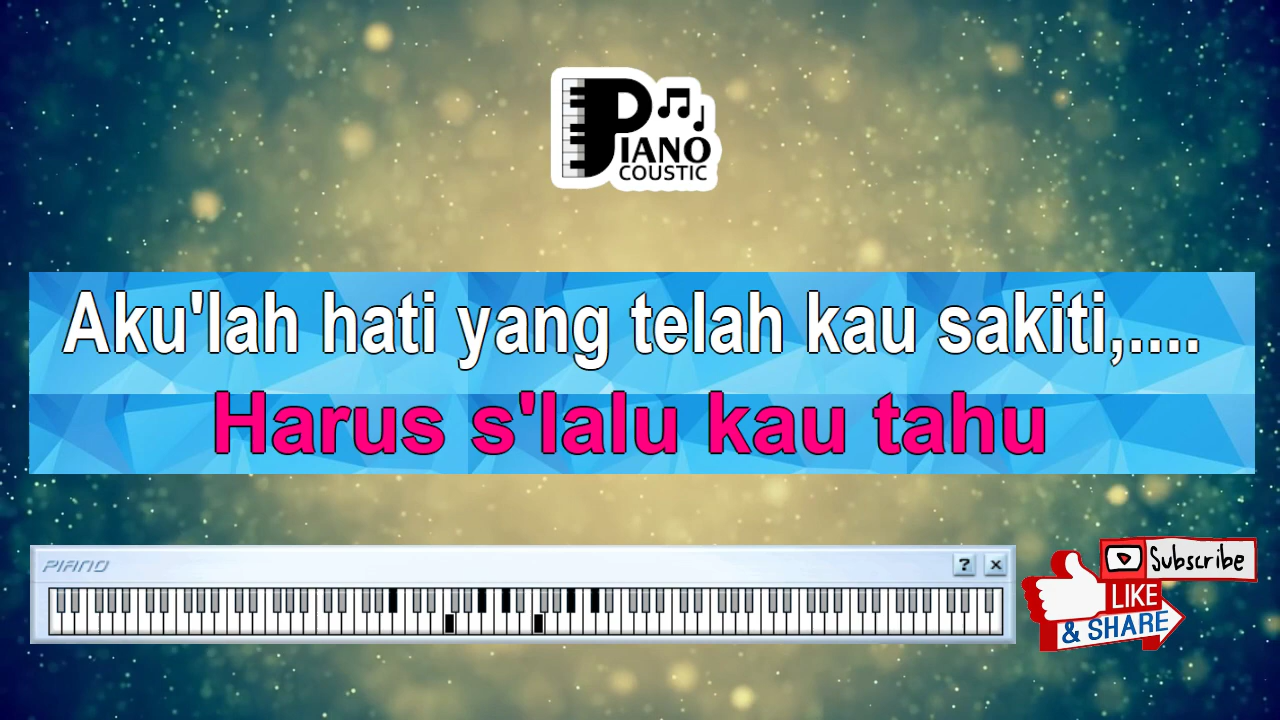 PIANO
COUSTIC
Aku'lah hati yang telah kau sakiti,....
Harus s'lalu kau tahu
PIANO
? ×
Subscribe
LIKE
& SHARE